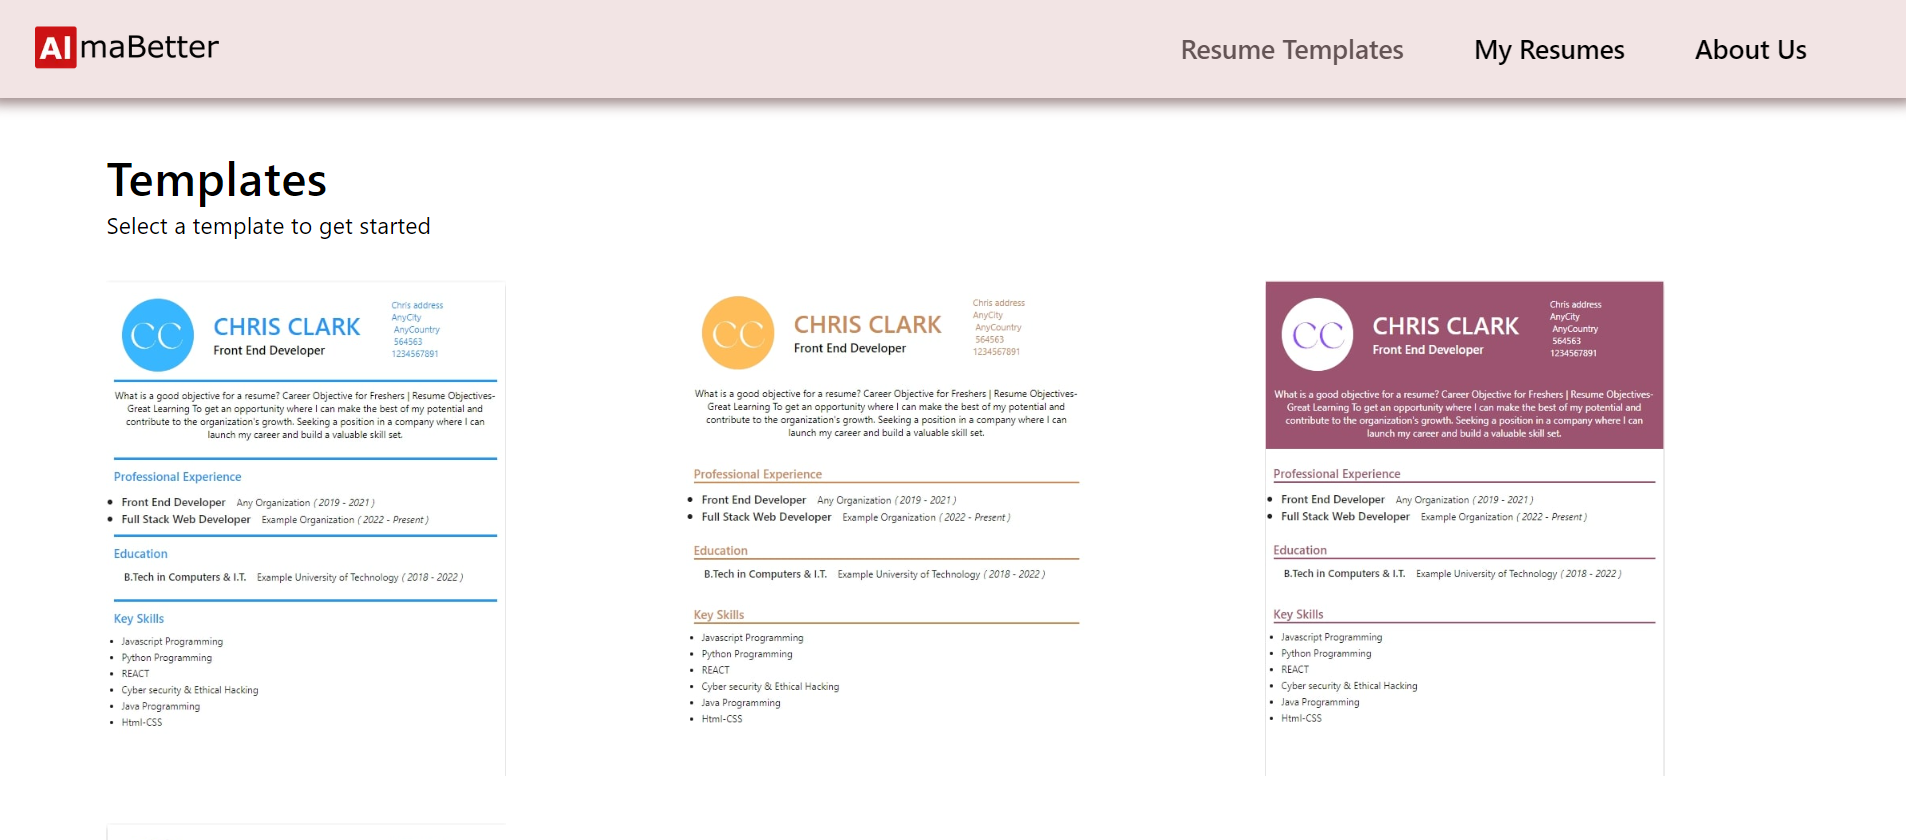 AlmaBetter
Resume Templates
My Resumes
About Us
Templates
Select a template to get started
CC
CHRIS CLARK
Front End Developer
Chris address
AnyCity
AnyCountry
564563
1234567891
What is a good objective for a resume? Career Objective for Freshers | Resume Objectives-
Great Learning To get an opportunity where I can make the best of my potential and
contribute to the organization's growth. Seeking a position in a company where I can
launch my career and build a valuable skill set.
Professional Experience
• Front End Developer Any Organization ( 2019 - 2021 )
• Full Stack Web Developer Example Organization ( 2022 - Present )
Education
B.Tech in Computers & I.T. Example University of Technology ( 2018 - 2022 )
Key Skills
• Javascript Programming
• Python Programming
• REACT
• Cyber security & Ethical Hacking
• Java Programming
• Html-CSS
CC
CHRIS CLARK
Front End Developer
Chris address
AnyCity
AnyCountry
564563
1234567891
What is a good objective for a resume? Career Objective for Freshers | Resume Objectives-
Great Learning To get an opportunity where I can make the best of my potential and
contribute to the organization's growth. Seeking a position in a company where I can
launch my career and build a valuable skill set.
Professional Experience
• Front End Developer Any Organization ( 2019 - 2021 )
• Full Stack Web Developer Example Organization ( 2022 - Present )
Education
B.Tech in Computers & I.T. Example University of Technology ( 2018 - 2022 )
Key Skills
• Javascript Programming
• Python Programming
• REACT
• Cyber security & Ethical Hacking
• Java Programming
• Html-CSS
CC
CHRIS CLARK
Front End Developer
Chris address
AnyCity
AnyCountry
564563
1234567891
What is a good objective for a resume? Career Objective for Freshers | Resume Objectives-
Great Learning To get an opportunity where I can make the best of my potential and
contribute to the organization's growth. Seeking a position in a company where I can
launch my career and build a valuable skill set.
Professional Experience
• Front End Developer Any Organization ( 2019 - 2021 )
• Full Stack Web Developer Example Organization ( 2022 - Present )
Education
B.Tech in Computers & I.T. Example University of Technology ( 2018 - 2022 )
Key Skills
• Javascript Programming
• Python Programming
• REACT
• Cyber security & Ethical Hacking
• Java Programming
• Html-CSS